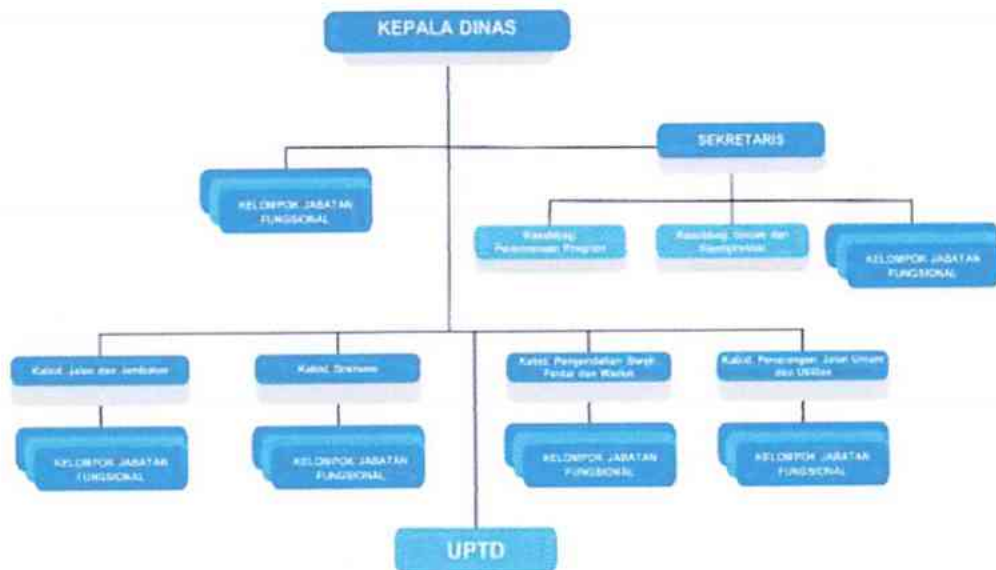 KEPALA DINAS
SEKRETARIS
KELOMPOK JABATAN
FUNGSIONAL
Kasubbag
Perencanaan Program
Kasubbag Umum dan
Kepegawaian
KELOMPOK JABATAN
FUNGSIONAL
Kabid. Jalan dan Jembatan
Kabid. Drainase
Kabid. Pengendalian
Pantai dan Waduk
Kabid. Penerangan Jalan Umum
dan Utilitas
KELOMPOK JABATAN
FUNGSIONAL
KELOMPOK JABATAN
FUNGSIONAL
KELOMPOK JABATAN
FUNGSIONAL
KELOMPOK JABATAN
FUNGSIONAL
UPTD